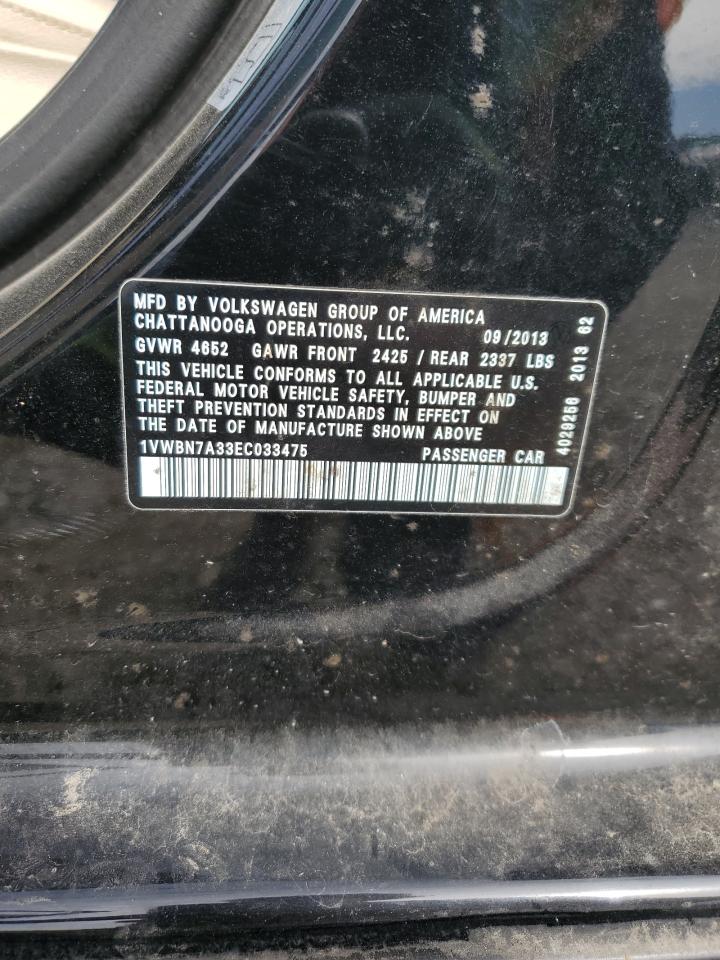 MFD BY VOLKSWAGEN GROUP OF AMERICA
CHATTANOOGA OPERATIONS, LLC. 09/2013
GVWR 4652 GAWR FRONT 2425 / REAR 2337 LBS
THIS VEHICLE CONFORMS TO ALL APPLICABLE U.S.
FEDERAL MOTOR VEHICLE SAFETY, BUMPER AND
THEFT PREVENTION STANDARDS IN EFFECT ON
THE DATE OF MANUFACTURE SHOWN ABOVE
1VWBN7A33EC033475 PASSENGER CAR
4029256 2013 62